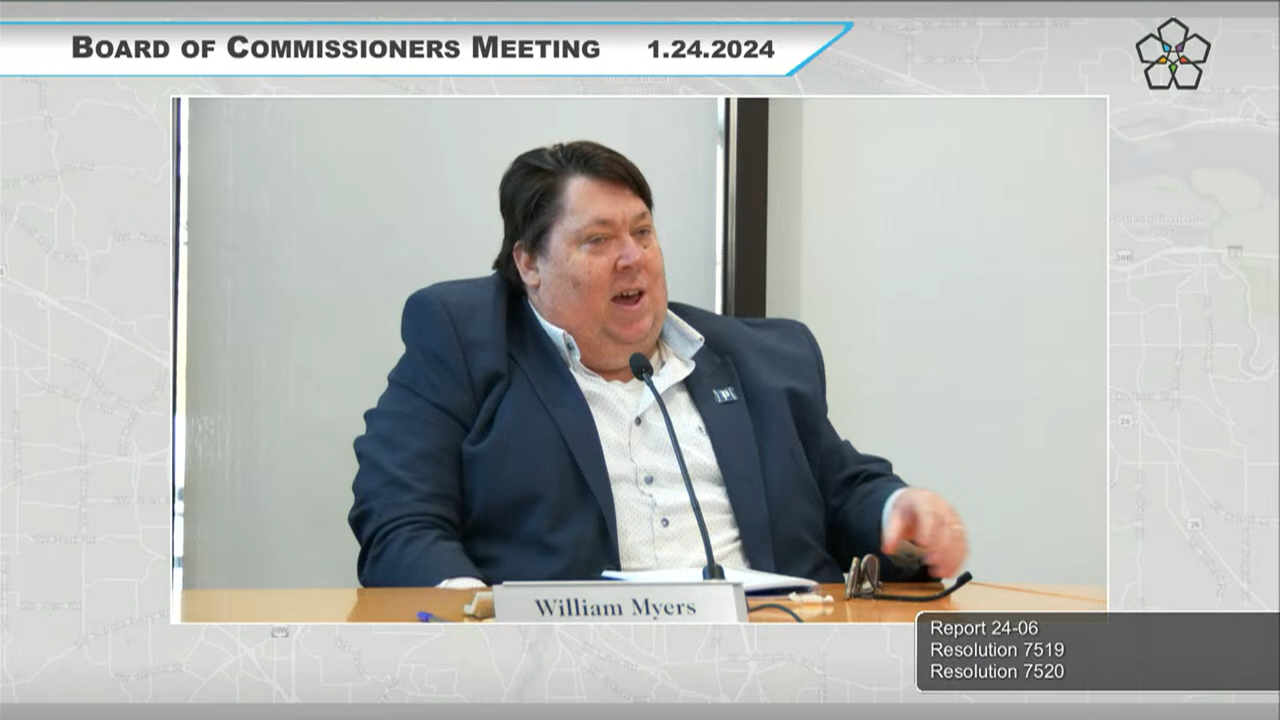 BOARD OF COMMISSIONERS MEETING 1.24.2024
William Myers
Report 24-06
Resolution 7519
Resolution 7520